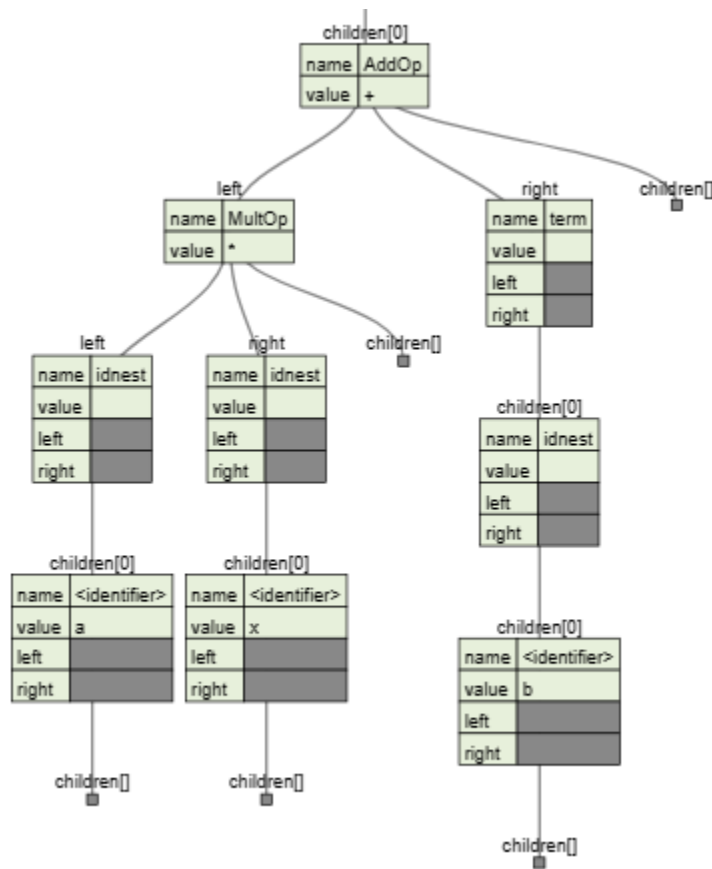 children[0]
name AddOp
value +
left
name MultOp
value *
right
name term
value
left
right
children[]
left
name idnest
value
left
right
right
name idnest
value
left
right
children[]
children[0]
name idnest
value
left
right
children[0]
name <identifier>
value a
left
right
children[0]
name <identifier>
value x
left
right
children[0]
name <identifier>
value b
left
right
children[]
children[]
children[]